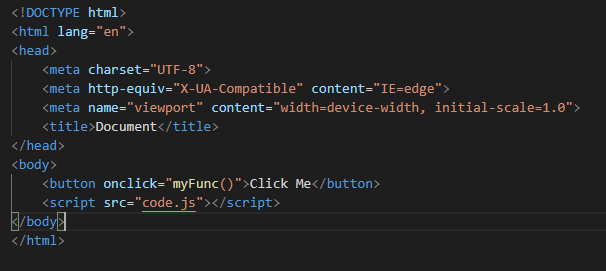 <!DOCTYPE html>
<html lang="en">
<head>
    <meta charset="UTF-8">
    <meta http-equiv="X-UA-Compatible" content="IE=edge">
    <meta name="viewport" content="width=device-width, initial-scale=1.0">
    <title>Document</title>
</head>
<body>
    <button onclick="myFunc()">Click Me</button>
    <script src="code.js"></script>
</body>
</html>